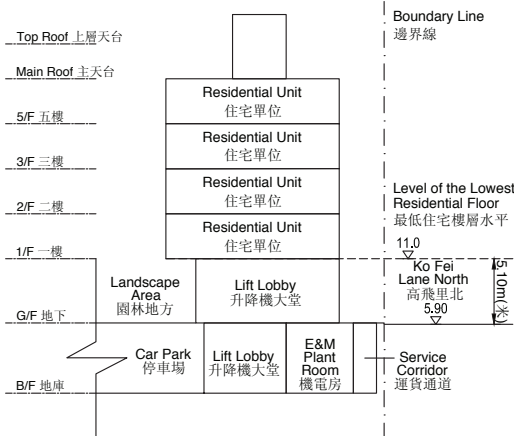 Top Roof 上層天台
Main Roof 主天台
5/F 五樓
3/F 三樓
2/F 二樓
1/F 一樓
G/F 地下
B/F 地庫
Residential Unit
住宅單位
Residential Unit
住宅單位
Residential Unit
住宅單位
Residential Unit
住宅單位
Landscape
Area
園林地方
Lift Lobby
升降機大堂
Car Park
停車場
Lift Lobby
升降機大堂
E&M
Plant
Room
機電房
Service
Corridor
運貨通道
Boundary Line
邊界線
Level of the Lowest
Residential Floor
最低住宅樓層水平
11.0
Ko Fei
Lane North
高飛里北
5.90
5.10m(米)